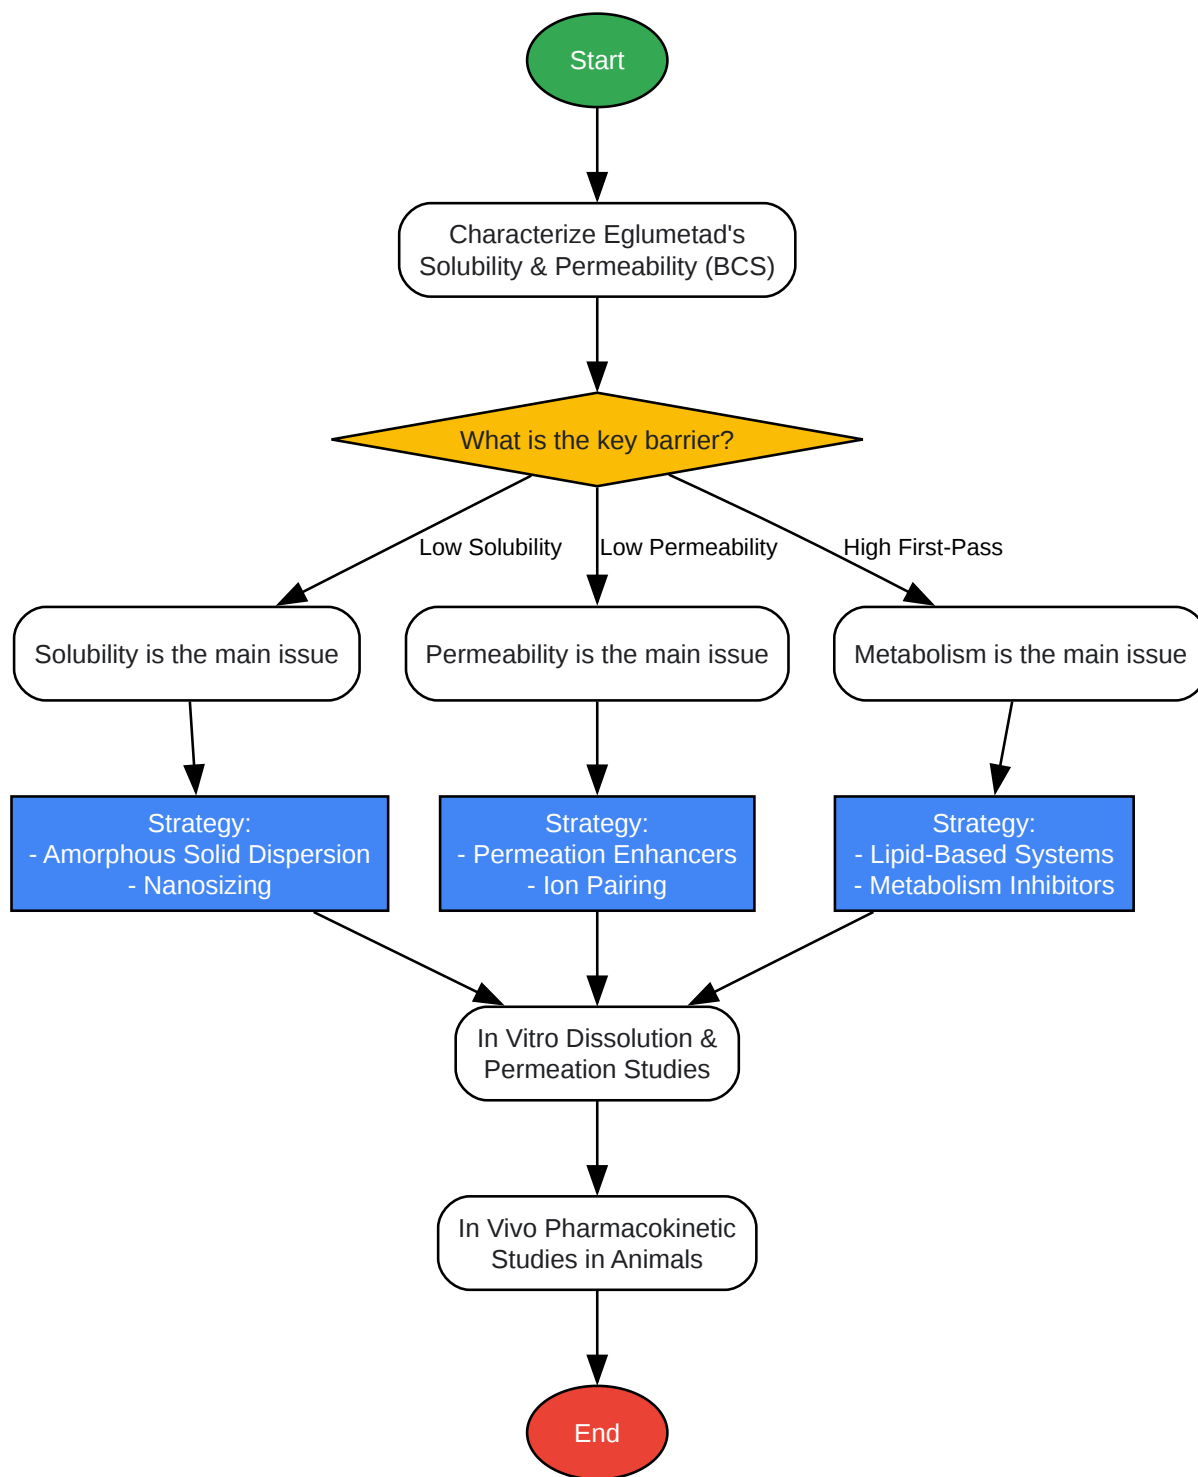 Start
Characterize Eglumetad's
Solubility & Permeability (BCS)
What is the key barrier?
Low Solubility
Low Permeability
High First-Pass
Solubility is the main issue
Permeability is the main issue
Metabolism is the main issue
Strategy:
- Amorphous Solid Dispersion
- Nanosizing
Strategy:
- Permeation Enhancers
- Ion Pairing
Strategy:
- Lipid-Based Systems
- Metabolism Inhibitors
In Vitro Dissolution &
Permeation Studies
In Vivo Pharmacokinetic
Studies in Animals
End